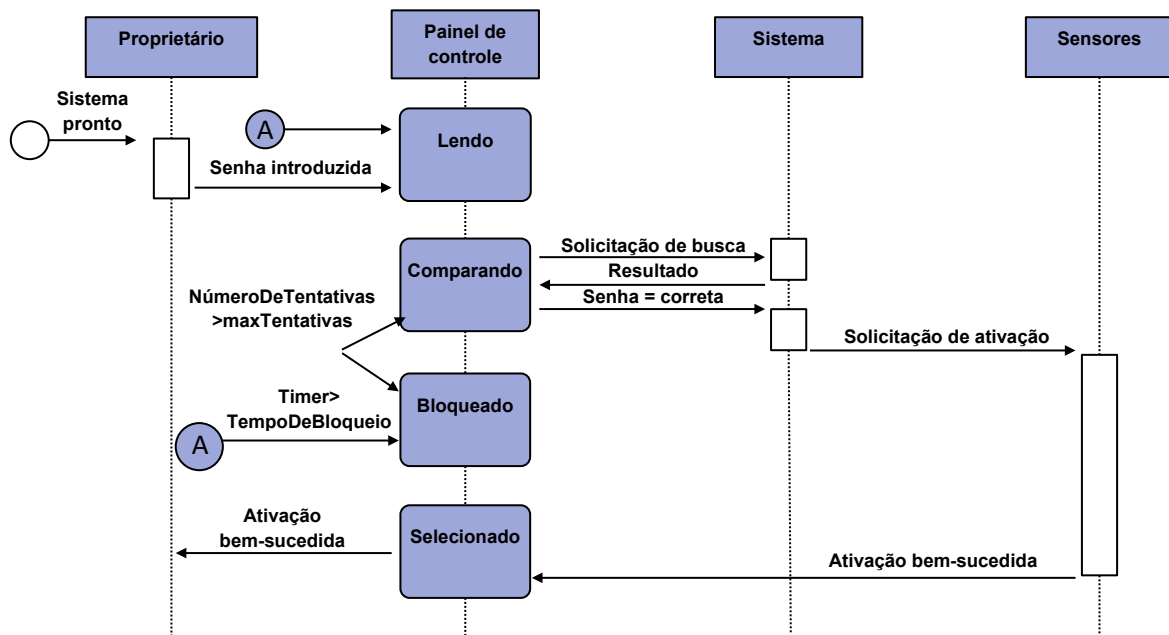 Proprietário
Painel de
controle
Sistema
Sensores
Sistema
pronto
A
Lendo
Senha introduzida
Comparando
Solicitação de busca
Resultado
Senha = correta
NúmeroDeTentativas
>maxTentativas
Solicitação de ativação
Timer>
TempoDeBloqueio
Bloqueado
A
Ativação
bem-sucedida
Selecionado
Ativação bem-sucedida